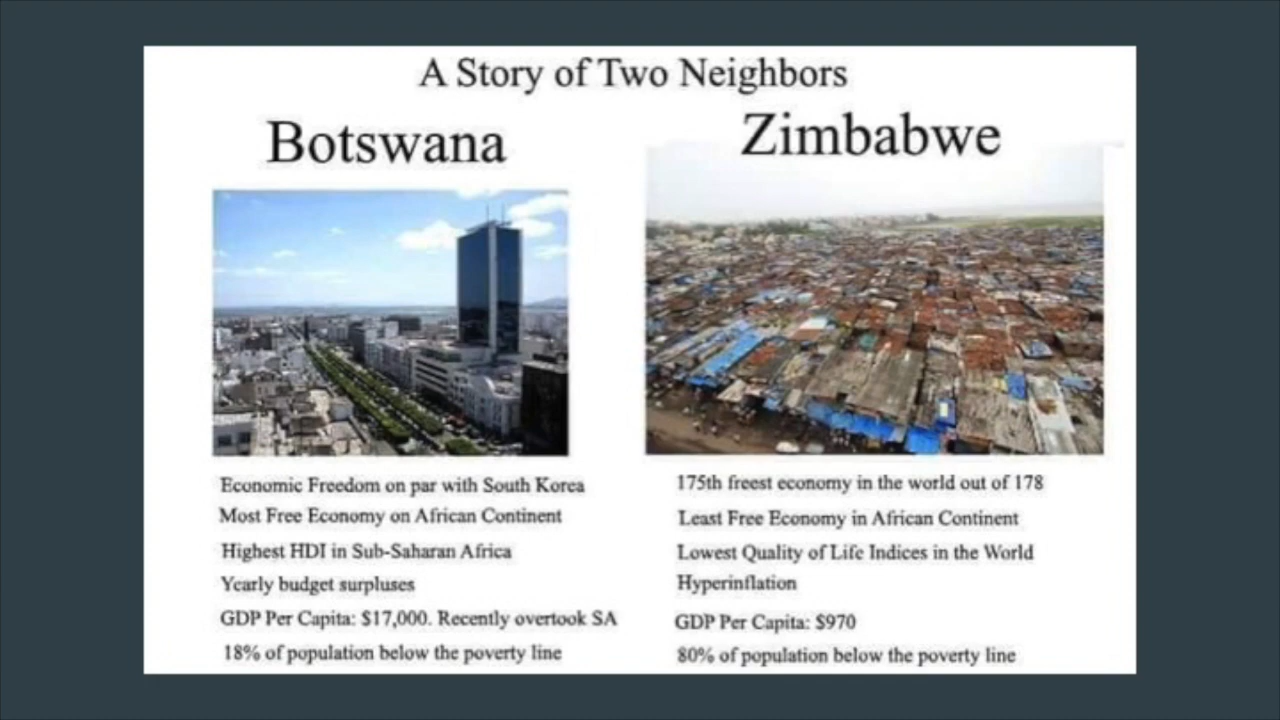 A Story of Two Neighbors
Botswana
Zimbabwe
Economic Freedom on par with South Korea
Most Free Economy on African Continent
Highest HDI in Sub-Saharan Africa
Yearly budget surpluses
GDP Per Capita: $17,000. Recently overtook SA
18% of population below the poverty line
175th freest economy in the world out of 178
Least Free Economy in African Continent
Lowest Quality of Life Indices in the World
Hyperinflation
GDP Per Capita: $970
80% of population below the poverty line